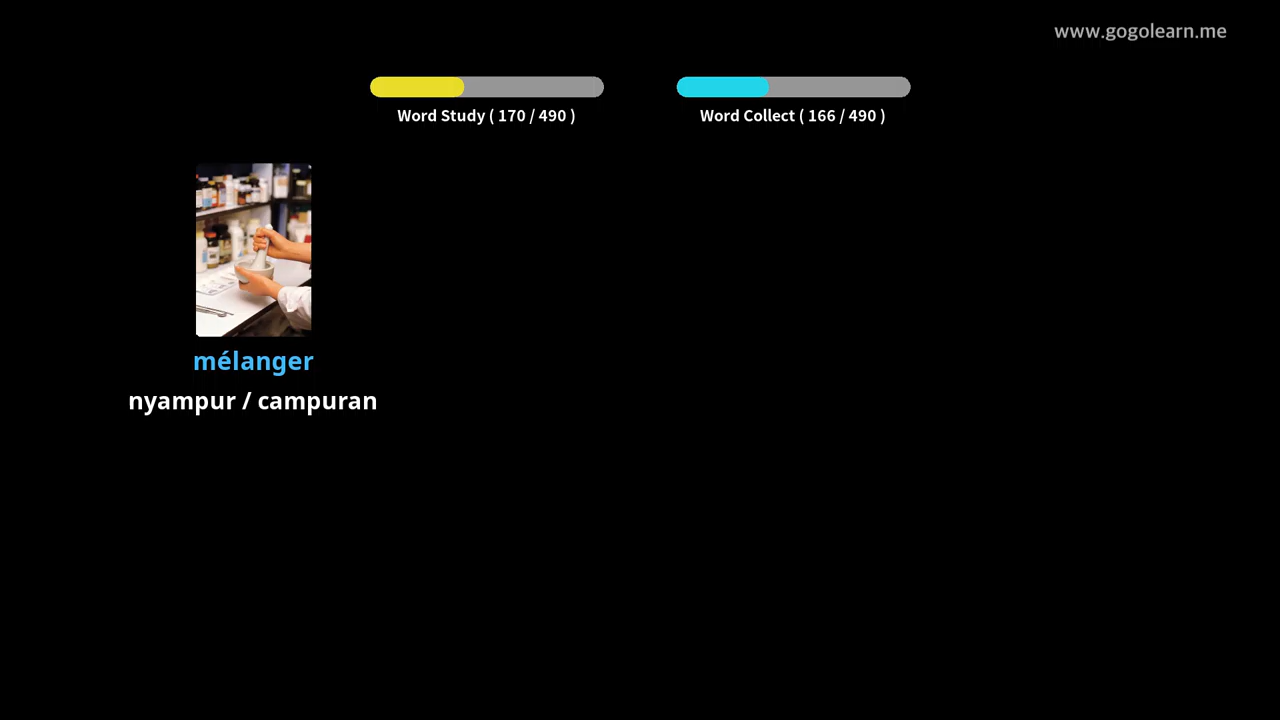 www.gogolearn.me
Word Study ( 170 / 490 )
Word Collect ( 166 / 490 )
mélanger
nyampur / campuran